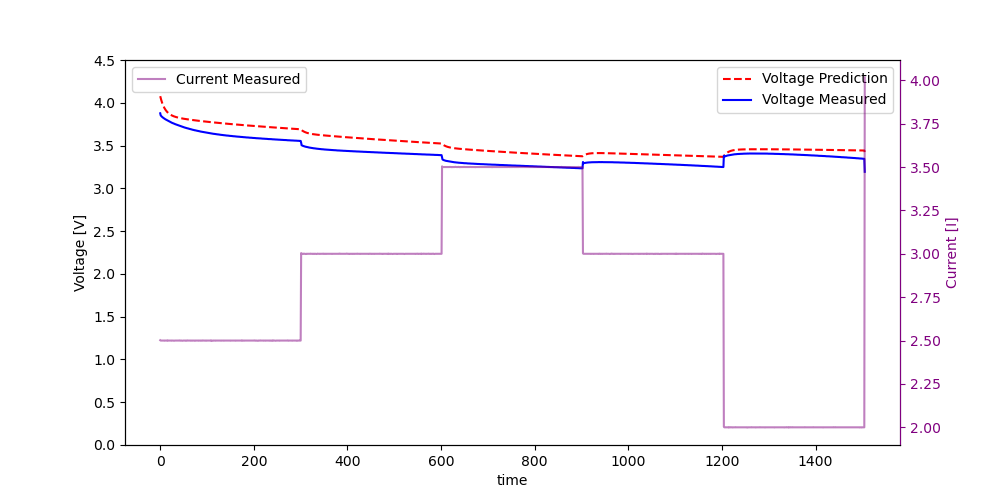 Current Measured
Voltage Prediction
Voltage Measured
4.5
4.0
3.5
3.0
2.5
2.0
1.5
1.0
0.5
0.0
Voltage [V]
4.00
3.75
3.50
3.25
3.00
2.75
2.50
2.25
2.00
Current [I]
0 200 400 600 800 1000 1200 1400
time